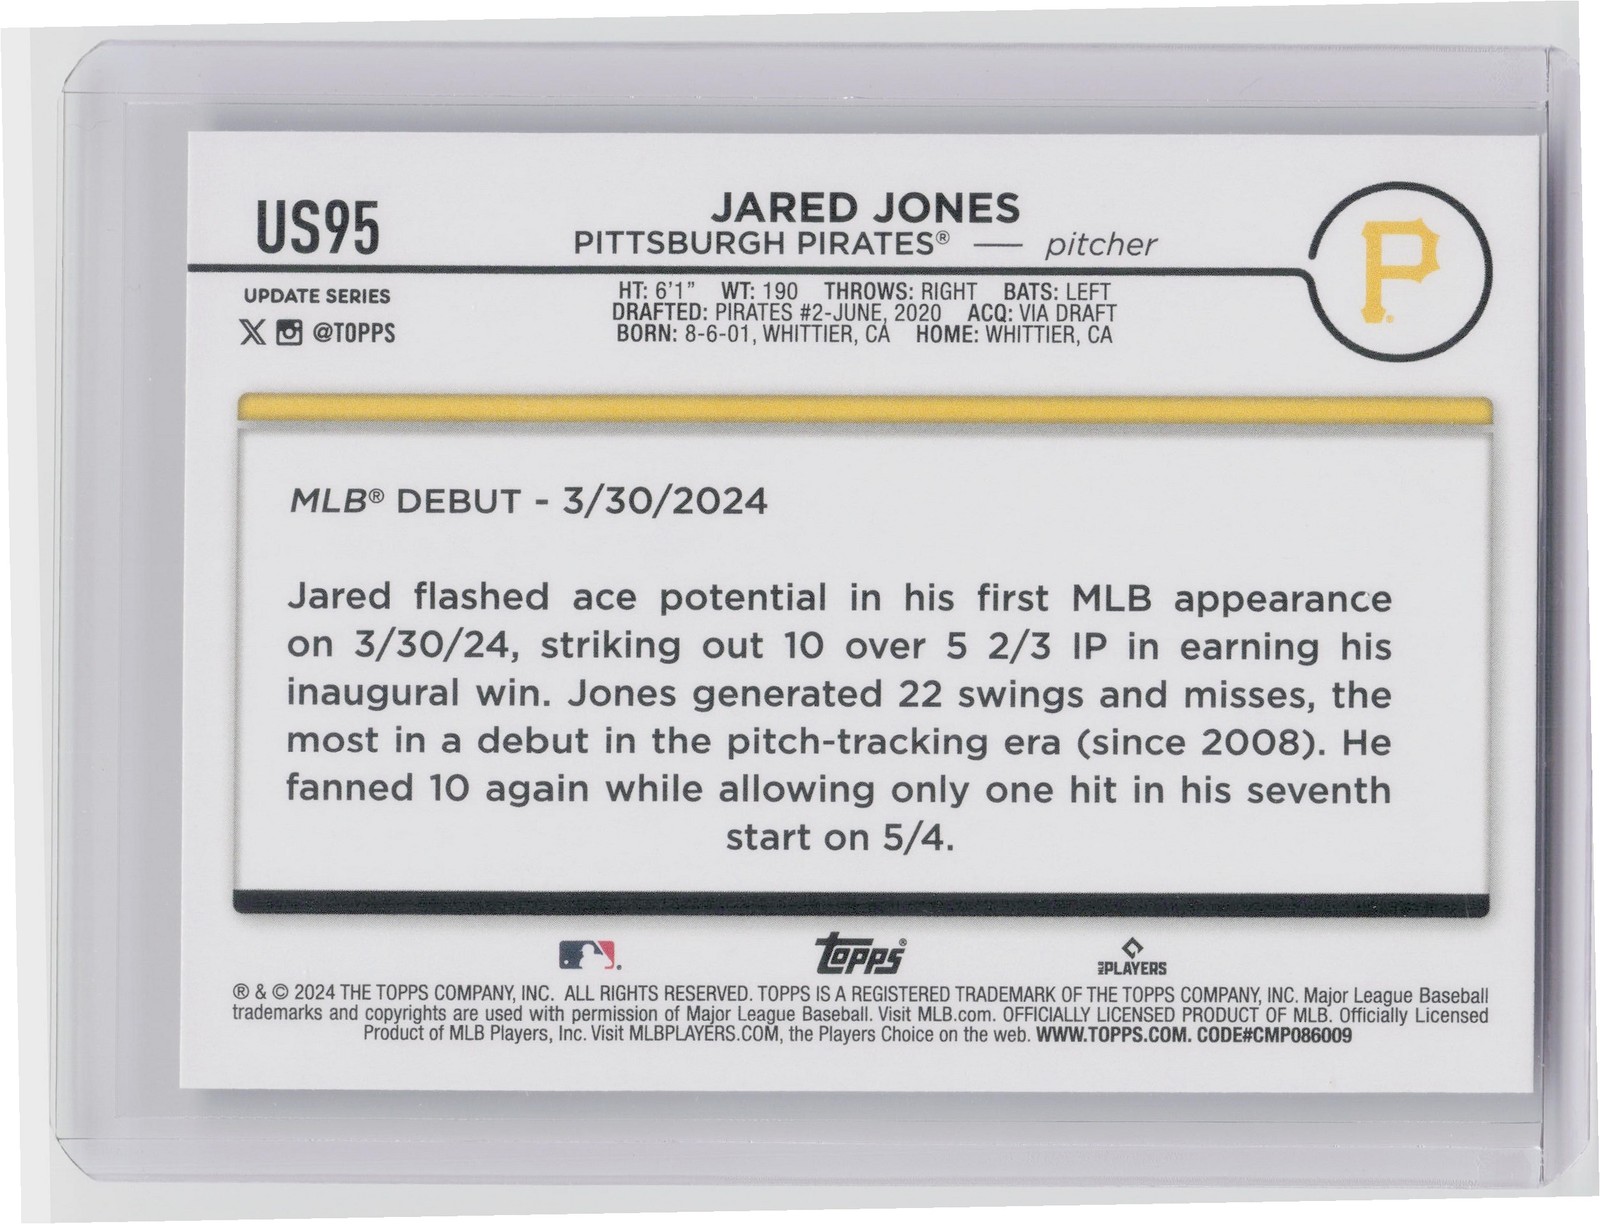 US95
JARED JONES
PITTSBURGH PIRATES® — pitcher
P
UPDATE SERIES
@TOPPS
HT: 6'1" WT: 190 THROWS: RIGHT BATS: LEFT
DRAFTED: PIRATES #2-JUNE, 2020 ACQ: VIA DRAFT
BORN: 8-6-01, WHITTIER, CA HOME: WHITTIER, CA
MLB® DEBUT - 3/30/2024
Jared flashed ace potential in his first MLB appearance
on 3/30/24, striking out 10 over 5 2/3 IP in earning his
inaugural win. Jones generated 22 swings and misses, the
most in a debut in the pitch-tracking era (since 2008). He
fanned 10 again while allowing only one hit in his seventh
start on 5/4.
Topps®
MLB PLAYERS
® & © 2024 THE TOPPS COMPANY, INC. ALL RIGHTS RESERVED. TOPPS IS A REGISTERED TRADEMARK OF THE TOPPS COMPANY, INC. Major League Baseball
trademarks and copyrights are used with permission of Major League Baseball. Visit MLB.com. OFFICIALLY LICENSED PRODUCT OF MLB. Officially Licensed
Product of MLB Players, Inc. Visit MLBPLAYERS.COM, the Players Choice on the web. WWW.TOPPS.COM. CODE#CMP086009